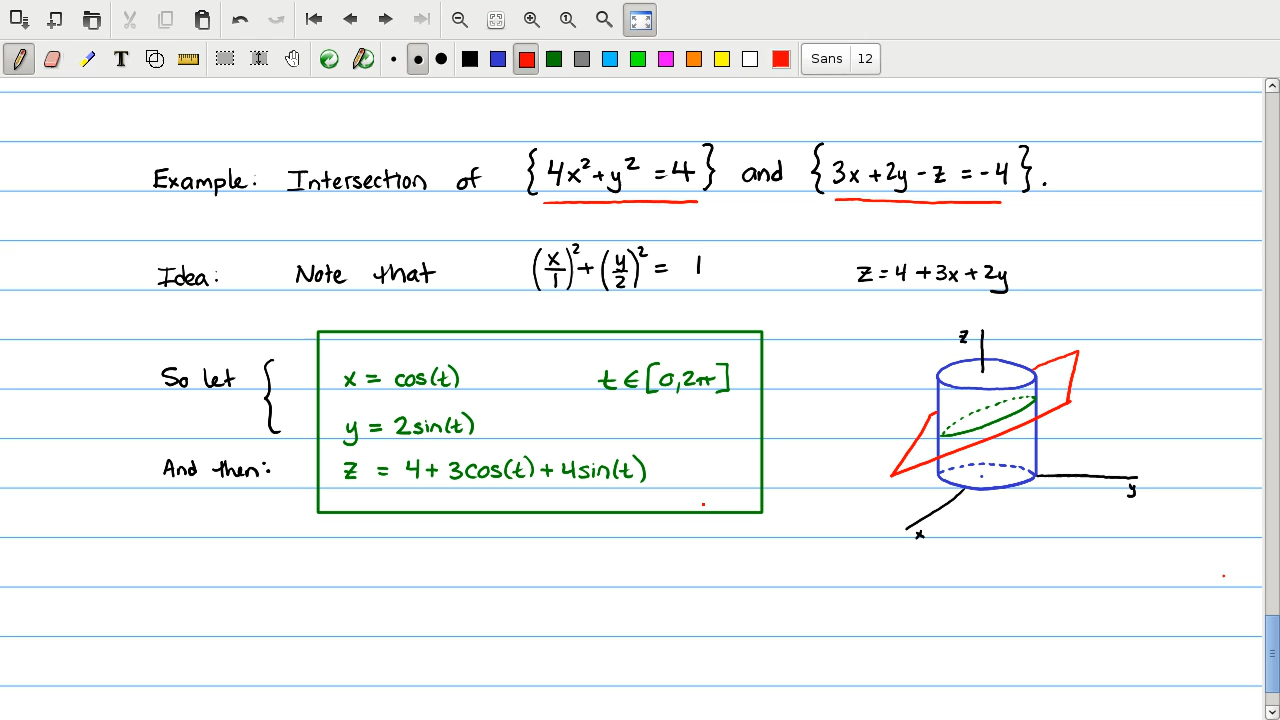 Sans 12
Example: Intersection of {4x²+y² =4} and {3x+2y-z =-4}.
Idea: Note that (x/1)²+(y/2)² = 1 z=4+3x+2y
So let { x = cos(t) t∈[0,2π]
y = 2sin(t)
And then: z = 4+3cos(t)+4sin(t)
z
y
x